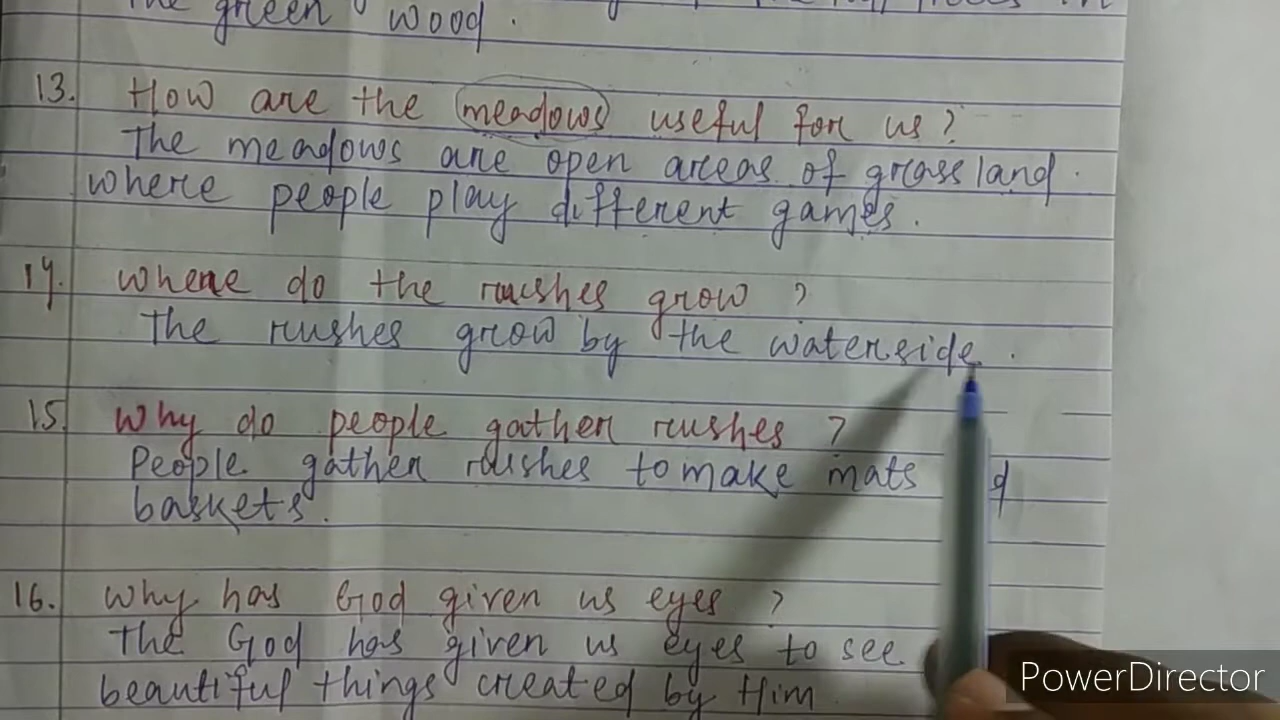 the green wood.
13. How are the meadows useful for us?
The meadows are open areas of grassland.
where people play different games.
14. Where do the rushes grow ?
The rushes grow by the waterside.
15. Why do people gather rushes ?
People gather rushes to make mats
baskets.
16. Why has God given us eyes ?
The God has given us eyes to see
beautiful things created by Him
PowerDirector